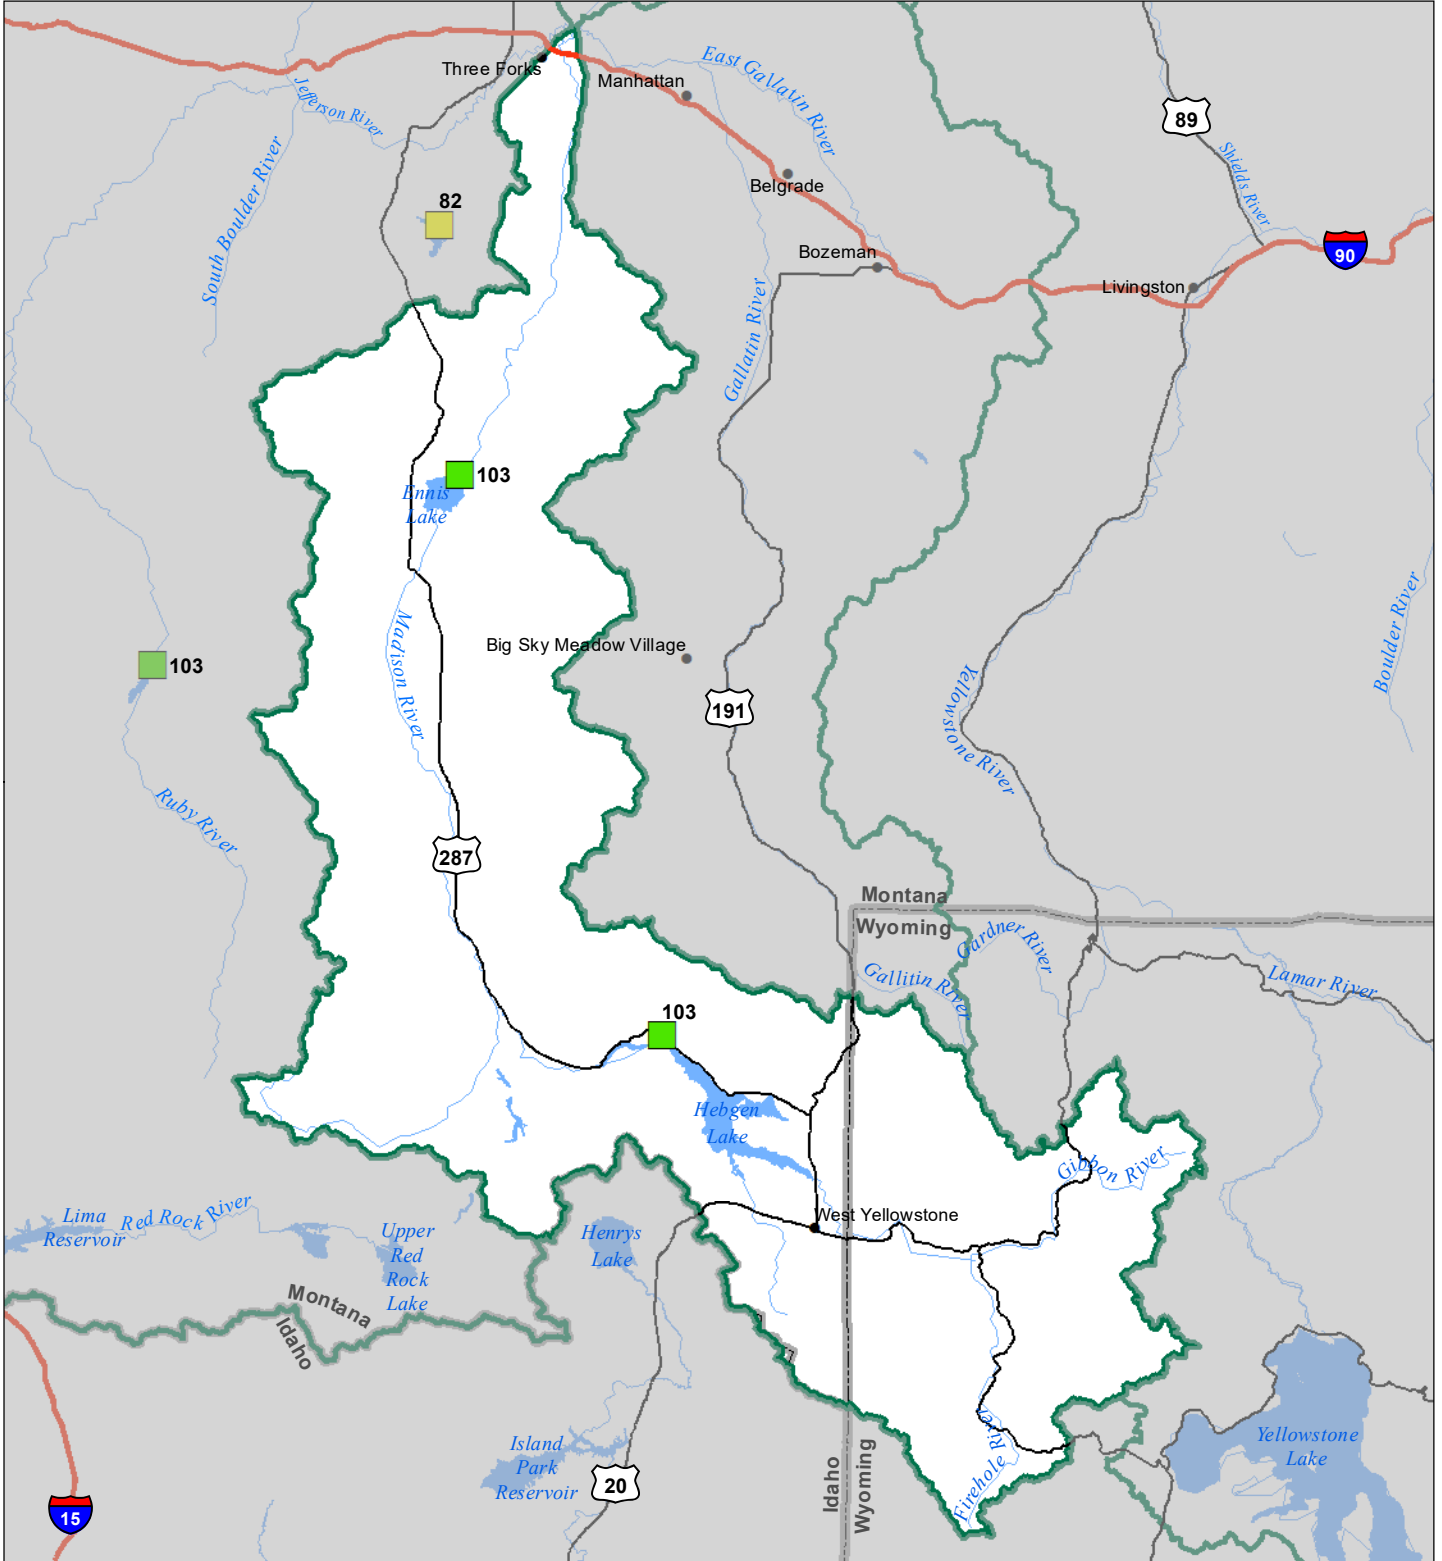 Three Forks
Manhattan
East Gallatin River
89
Jefferson River
Shields River
South Boulder River
Belgrade
82
Bozeman
90
Livingston
Gallatin River
103
Ennis
Lake
Madison River
Big Sky Meadow Village
Boulder River
103
191
Yellowstone River
Ruby River
287
Montana
Wyoming
Gardner River
Gallitin River
Lamar River
103
Hebgen
Lake
Gibbon River
Lima
Reservoir
Red Rock River
Upper
Red
Rock
Lake
Henrys
Lake
West Yellowstone
Montana
Idaho
Island
Park
Reservoir
20
Firehole River
Yellowstone
Lake
Idaho
Wyoming
15